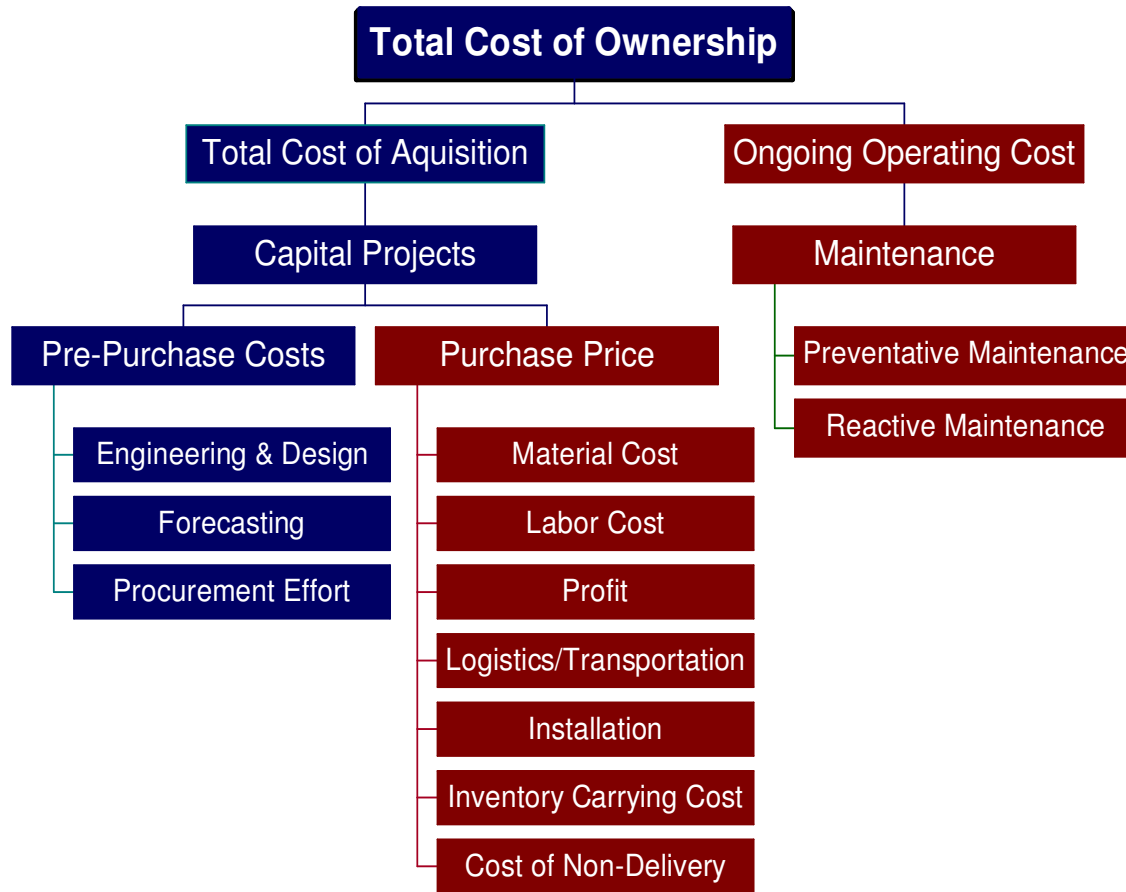 Total Cost of Ownership
Total Cost of Aquisition
Ongoing Operating Cost
Capital Projects
Maintenance
Pre-Purchase Costs
Purchase Price
Preventative Maintenance
Reactive Maintenance
Engineering & Design
Material Cost
Forecasting
Labor Cost
Procurement Effort
Profit
Logistics/Transportation
Installation
Inventory Carrying Cost
Cost of Non-Delivery